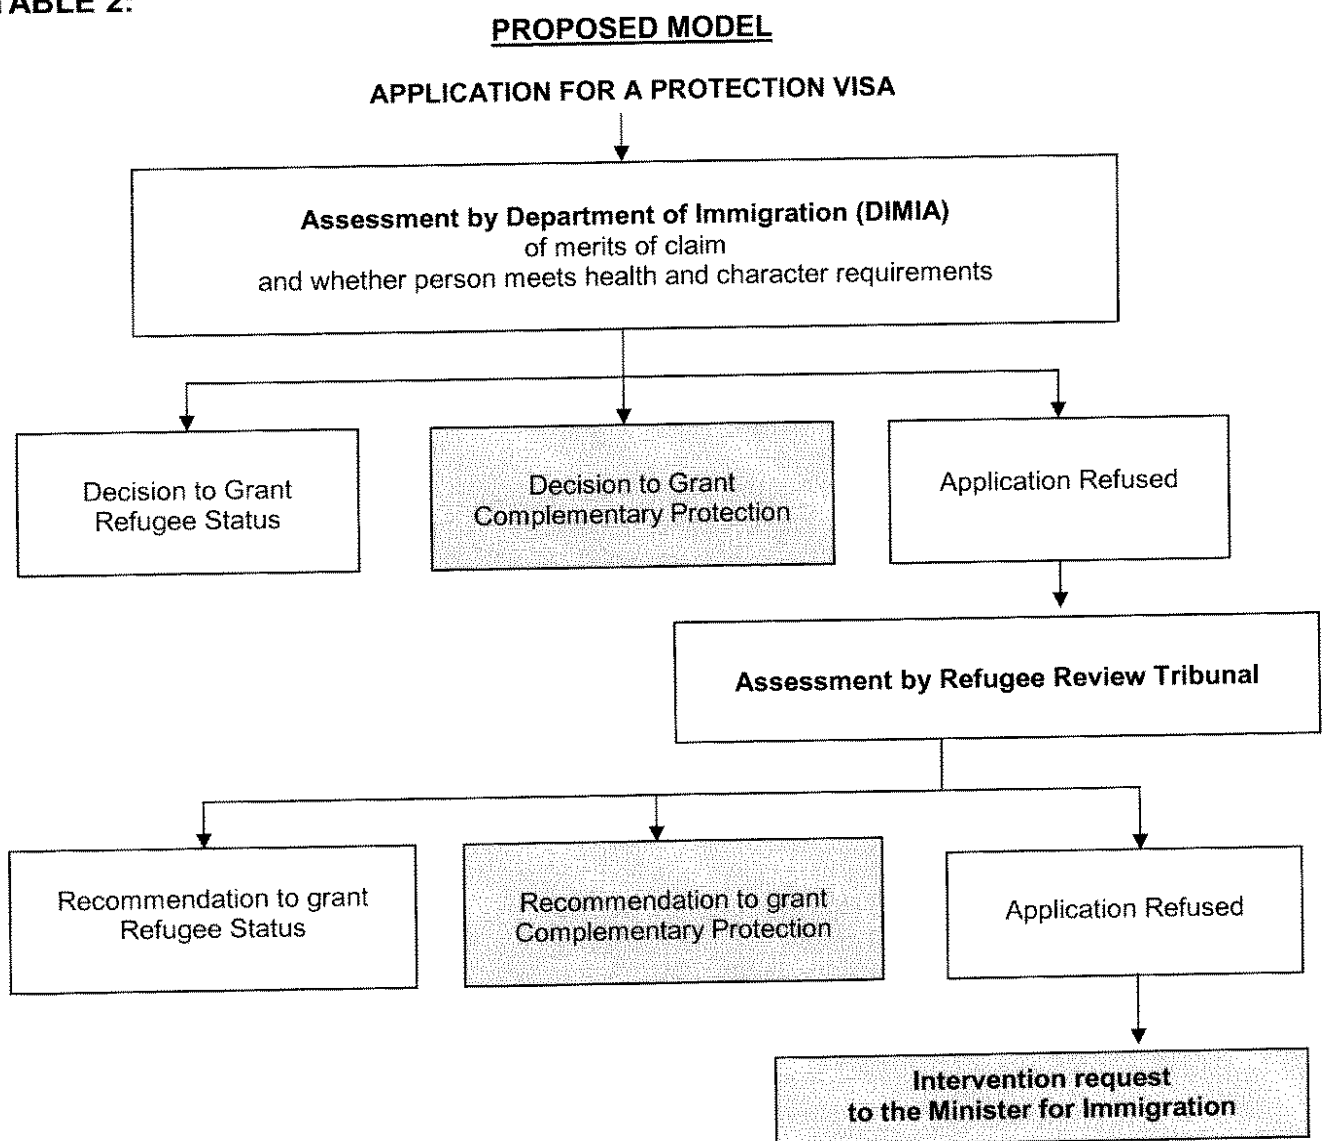 TABLE 2:
PROPOSED MODEL
APPLICATION FOR A PROTECTION VISA
Assessment by Department of Immigration (DIMIA)
of merits of claim
and whether person meets health and character requirements
Decision to Grant
Refugee Status
Decision to Grant
Complementary Protection
Application Refused
Assessment by Refugee Review Tribunal
Recommendation to grant
Refugee Status
Recommendation to grant
Complementary Protection
Application Refused
Intervention request
to the Minister for Immigration